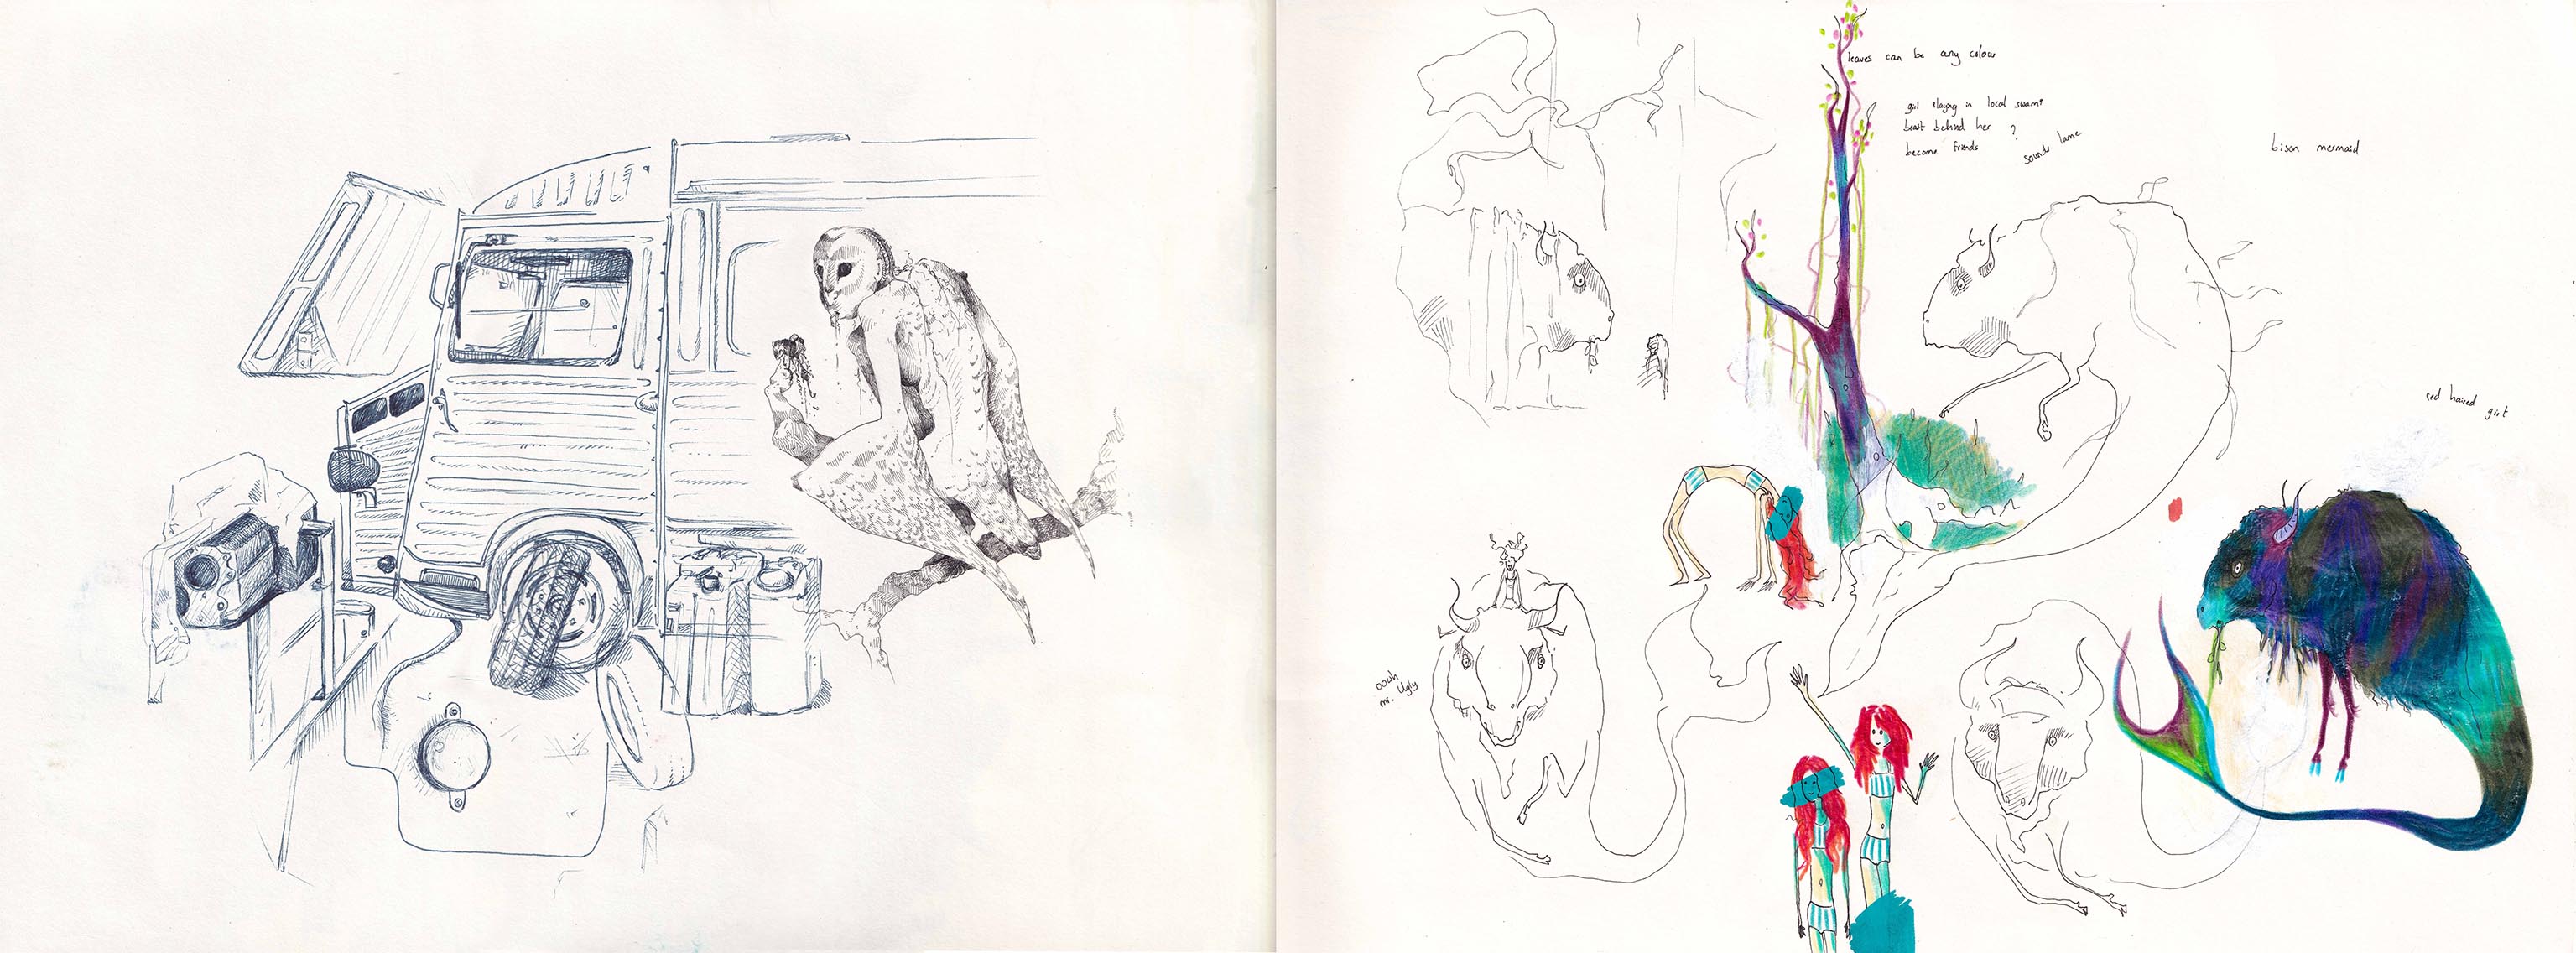 leaves can be any colour
girl playing in local swamp
beast behind her ?
become friends
sounds lame
bison mermaid
red haired girl
oooh
mr. Ugly